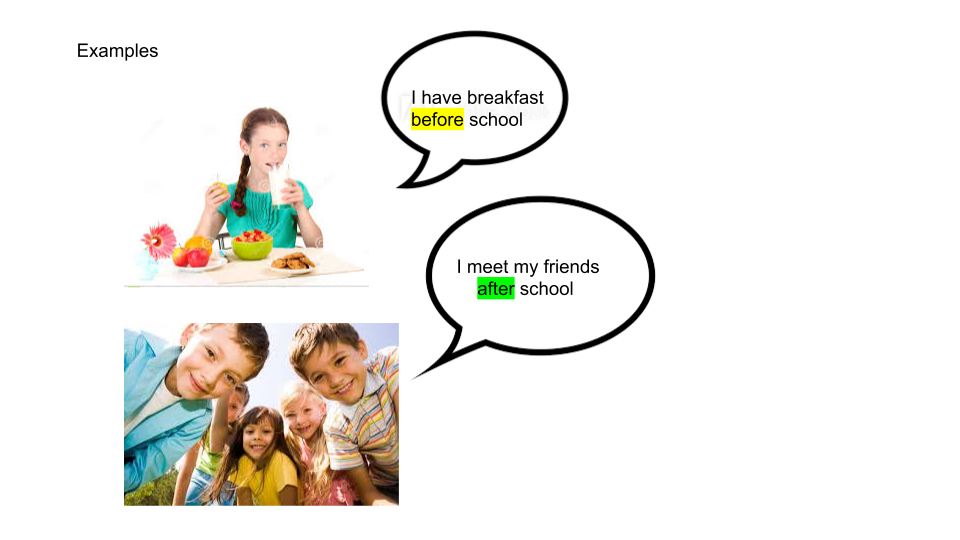 Examples
I have breakfast
before school
I meet my friends
after school